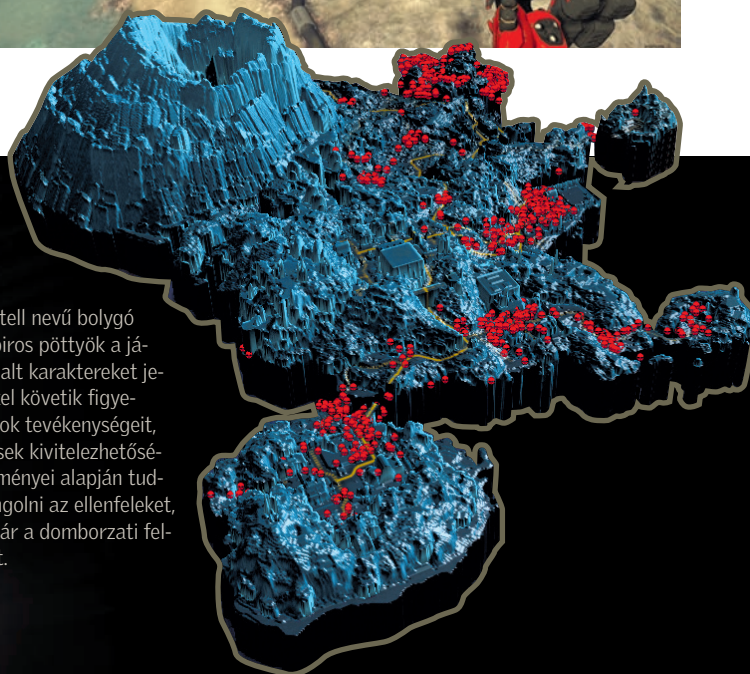 tell nevű bolygó
piros pöttyök a já-
alt karaktereket je-
el követik figye-
ok tevékenységeit,
sek kivitelezhetősé-
ményei alapján tud-
ngolni az ellenfeleket,
ár a domborzati fel-
t.